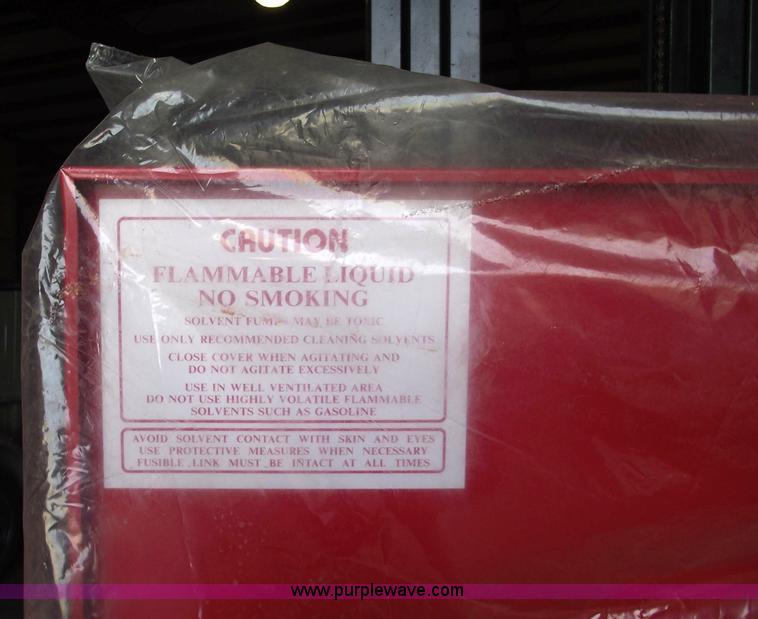 CAUTION
FLAMMABLE LIQUID
NO SMOKING
SOLVENT FUMES MAY BE TOXIC
USE ONLY RECOMMENDED CLEANING SOLVENTS
CLOSE COVER WHEN AGITATING AND
DO NOT AGITATE EXCESSIVELY
USE IN WELL VENTILATED AREA
DO NOT USE HIGHLY VOLATILE FLAMMABLE
SOLVENTS SUCH AS GASOLINE
AVOID SOLVENT CONTACT WITH SKIN AND EYES
USE PROTECTIVE MEASURES WHEN NECESSARY
FUSIBLE LINK MUST BE INTACT AT ALL TIMES
www.purplewave.com